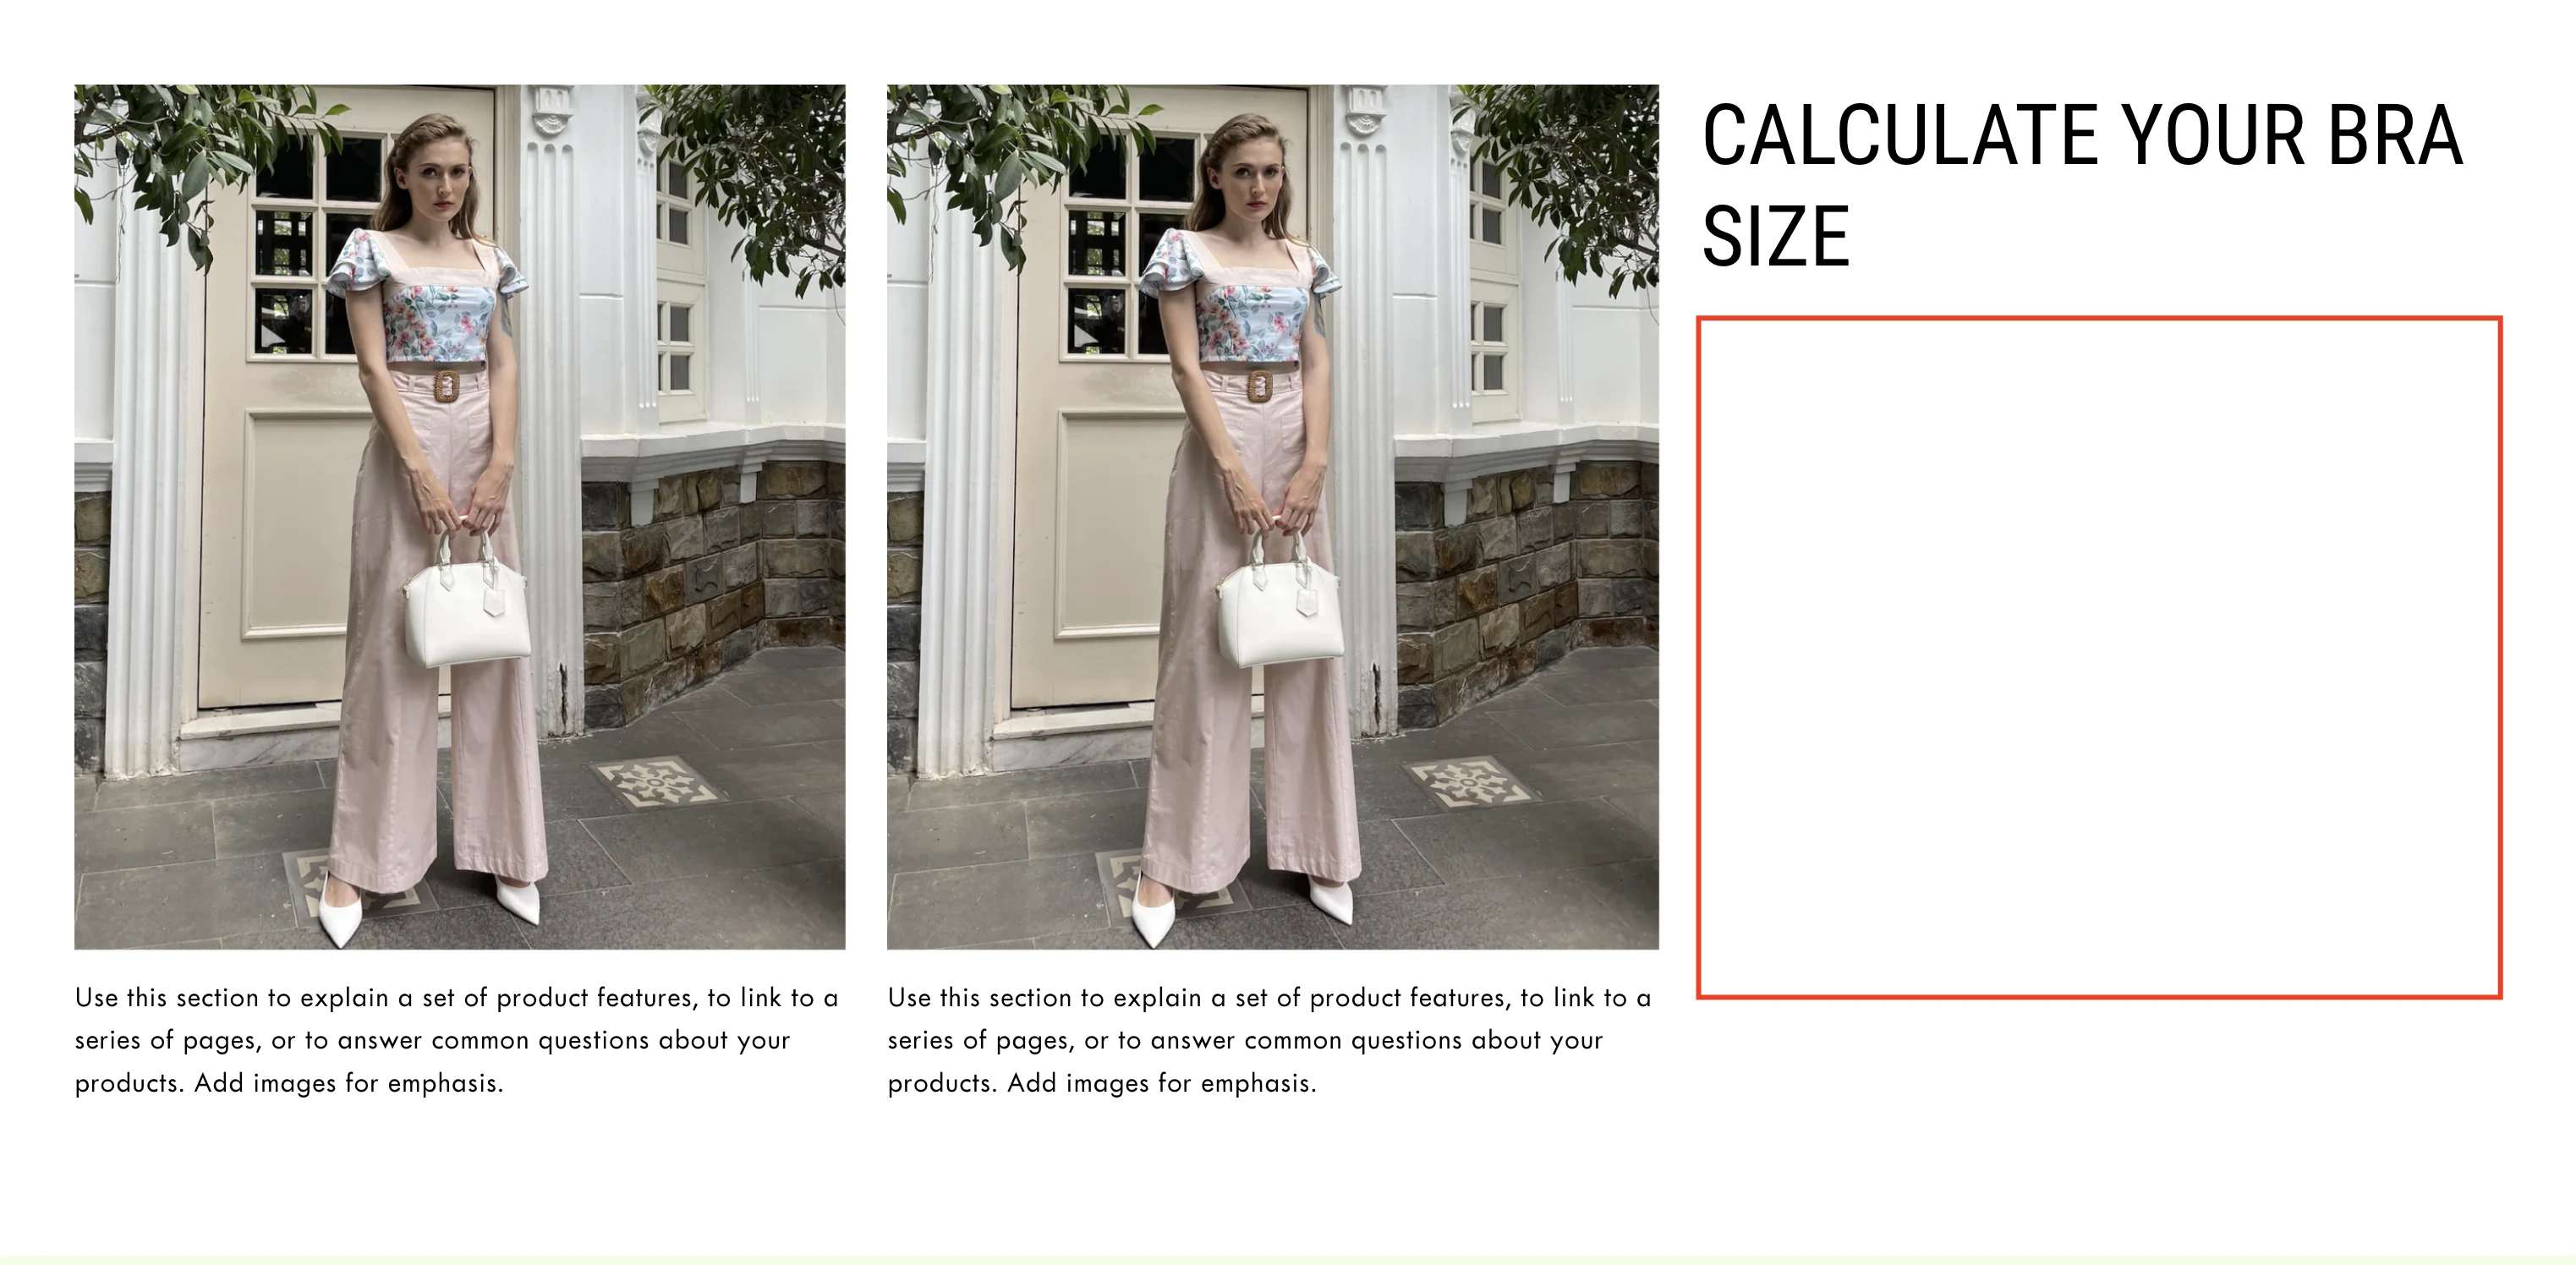 CALCULATE YOUR BRA
SIZE
Use this section to explain a set of product features, to link to a
series of pages, or to answer common questions about your
products. Add images for emphasis.
Use this section to explain a set of product features, to link to a
series of pages, or to answer common questions about your
products. Add images for emphasis.